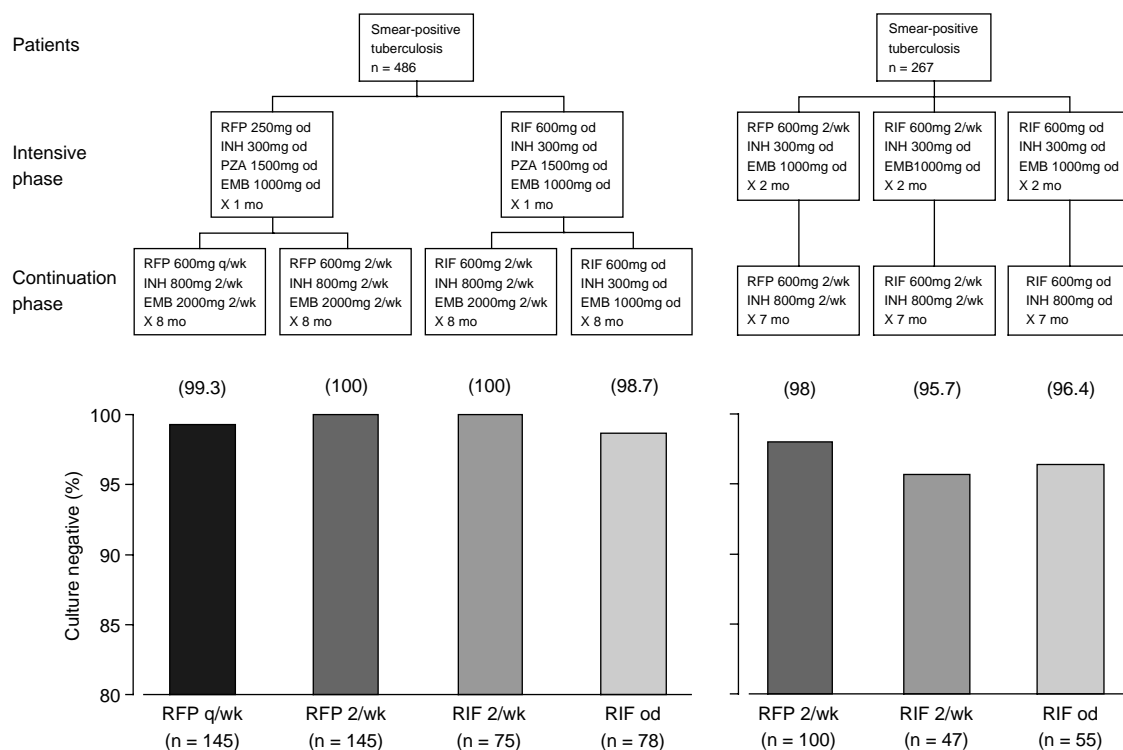 Patients
Smear-positive
tuberculosis
n = 486
Smear-positive
tuberculosis
n = 267
Intensive
phase
RFP 250mg od
INH 300mg od
PZA 1500mg od
EMB 1000mg od
X 1 mo
RIF 600mg od
INH 300mg od
PZA 1500mg od
EMB 1000mg od
X 1 mo
RFP 600mg 2/wk
INH 300mg od
EMB 1000mg od
X 2 mo
RIF 600mg 2/wk
INH 300mg od
EMB1000mg od
X 2 mo
RIF 600mg od
INH 300mg od
EMB 1000mg od
X 2 mo
Continuation
phase
RFP 600mg q/wk
INH 800mg 2/wk
EMB 2000mg 2/wk
X 8 mo
RFP 600mg 2/wk
INH 800mg 2/wk
EMB 2000mg 2/wk
X 8 mo
RIF 600mg 2/wk
INH 800mg 2/wk
EMB 2000mg 2/wk
X 8 mo
RIF 600mg od
INH 300mg od
EMB 1000mg od
X 8 mo
RFP 600mg 2/wk
INH 800mg 2/wk
X 7 mo
RIF 600mg 2/wk
INH 800mg 2/wk
X 7 mo
RIF 600mg od
INH 800mg od
X 7 mo
(99.3)
(100)
(100)
(98.7)
(98)
(95.7)
(96.4)
Culture negative (%)
100
95
90
85
80
RFP q/wk
(n = 145)
RFP 2/wk
(n = 145)
RIF 2/wk
(n = 75)
RIF od
(n = 78)
RFP 2/wk
(n = 100)
RIF 2/wk
(n = 47)
RIF od
(n = 55)